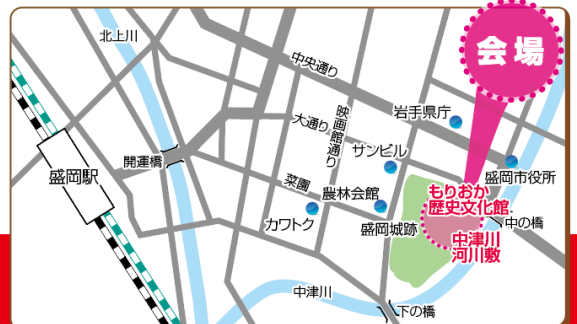 会場
北上川
中央通り
岩手県庁
大通り
映画館通り
サンビル
開運橋
盛岡駅
菜園
農林会館
盛岡市役所
もりおか
歴史文化館
カワトク
盛岡城跡
中の橋
中津川
河川敷
中津川
下の橋